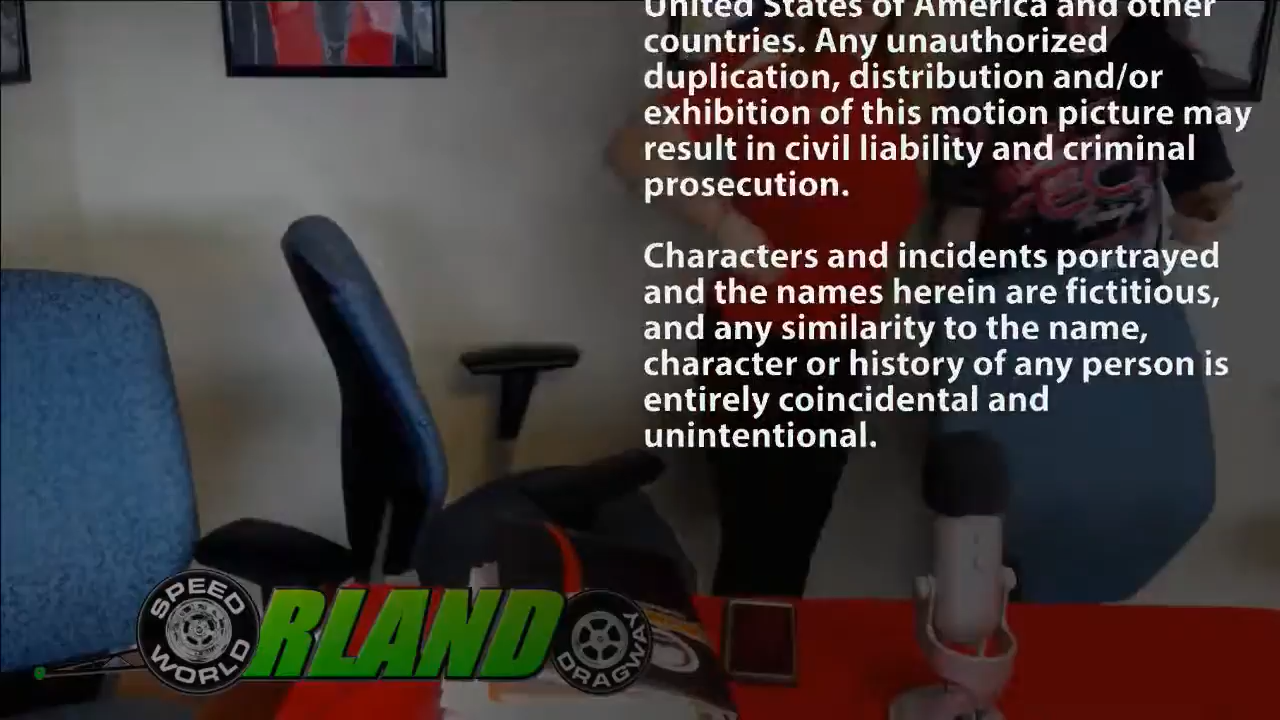 United States of America and other
countries. Any unauthorized
duplication, distribution and/or
exhibition of this motion picture may
result in civil liability and criminal
prosecution.
Characters and incidents portrayed
and the names herein are fictitious,
and any similarity to the name,
character or history of any person is
entirely coincidental and
unintentional.
SPEED
WORLD
RLAND
DRAGWAY